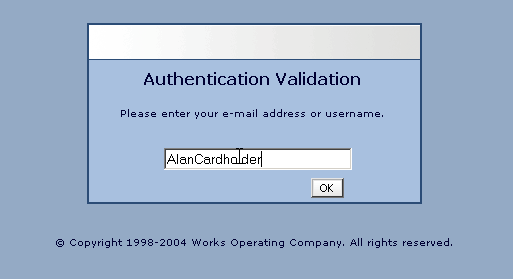 Authentication Validation
Please enter your e-mail address or username.
AlanCardholder
OK
© Copyright 1998-2004 Works Operating Company. All rights reserved.